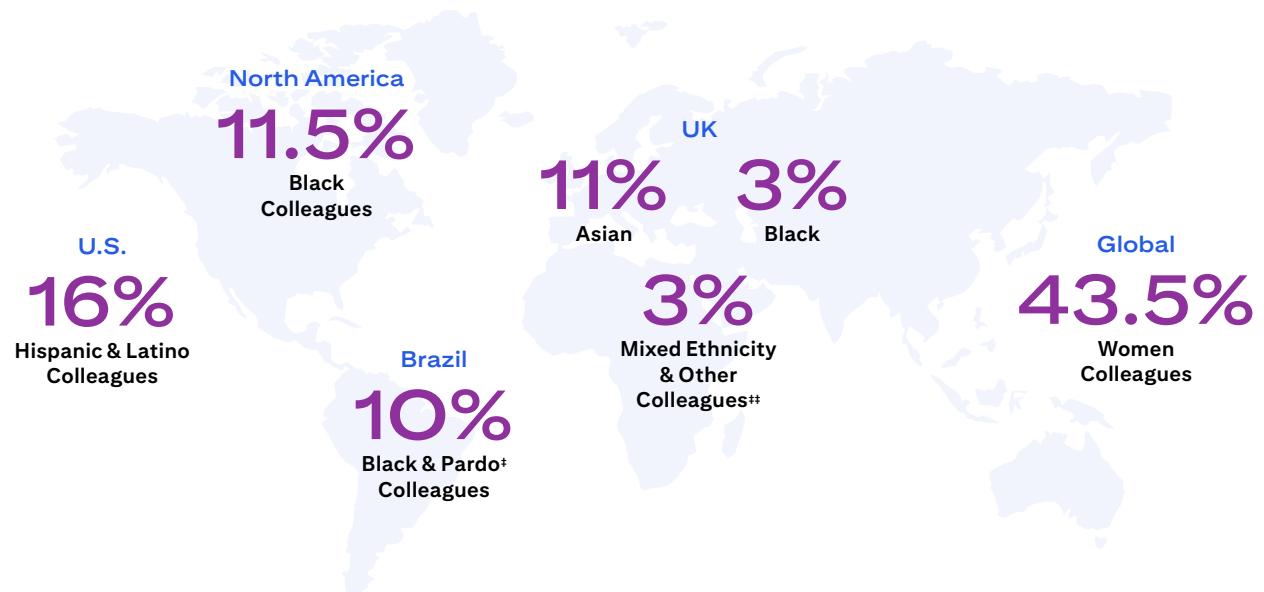 North America
11.5%
Black
Colleagues
UK
11%
Asian
3%
Black
3%
Mixed Ethnicity
& Other
Colleagues‡‡
U.S.
16%
Hispanic & Latino
Colleagues
Global
43.5%
Women
Colleagues
Brazil
10%
Black & Pardo‡
Colleagues